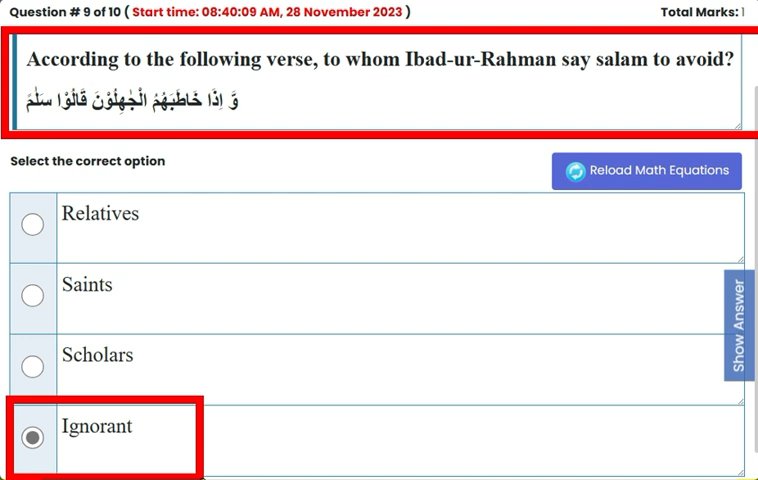 Question # 9 of 10 ( Start time: 08:40:09 AM, 28 November 2023 ) Total Marks: 1
According to the following verse, to whom Ibad-ur-Rahman say salam to avoid?
وَّ اِذَا خَاطَبَهُمُ الْجٰهِلُوْنَ قَالُوْا سَلٰمًا
Select the correct option
Reload Math Equations
Relatives
Saints
Scholars
Ignorant
Show Answer